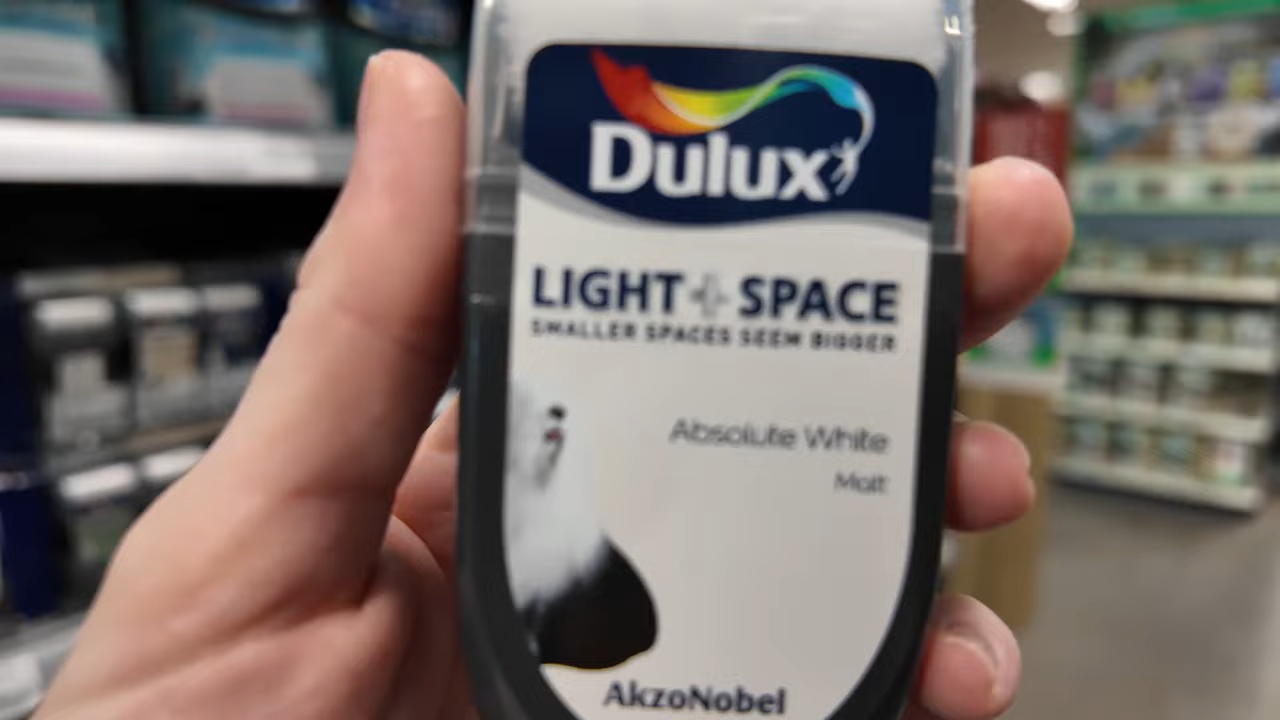 Dulux
LIGHT + SPACE
SMALLER SPACES SEEM BIGGER
Absolute White
Matt
AkzoNobel